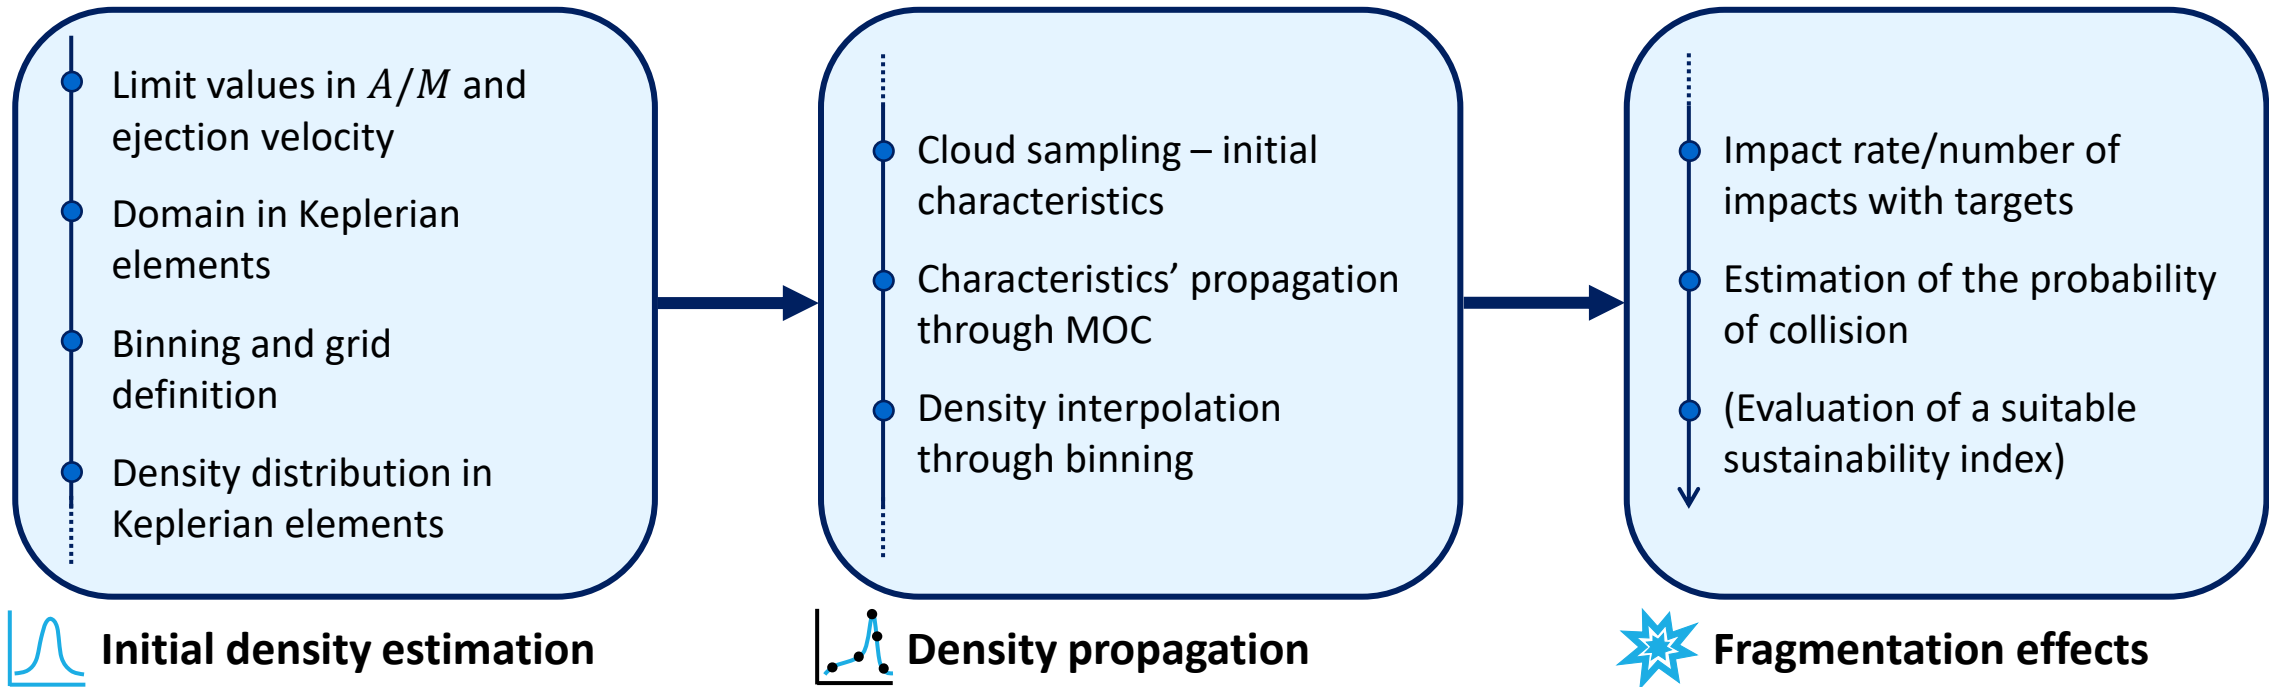 Limit values in A/M and
ejection velocity
Domain in Keplerian
elements
Binning and grid
definition
Density distribution in
Keplerian elements
Initial density estimation
Cloud sampling – initial
characteristics
Characteristics’ propagation
through MOC
Density interpolation
through binning
Density propagation
Impact rate/number of
impacts with targets
Estimation of the probability
of collision
(Evaluation of a suitable
sustainability index)
Fragmentation effects